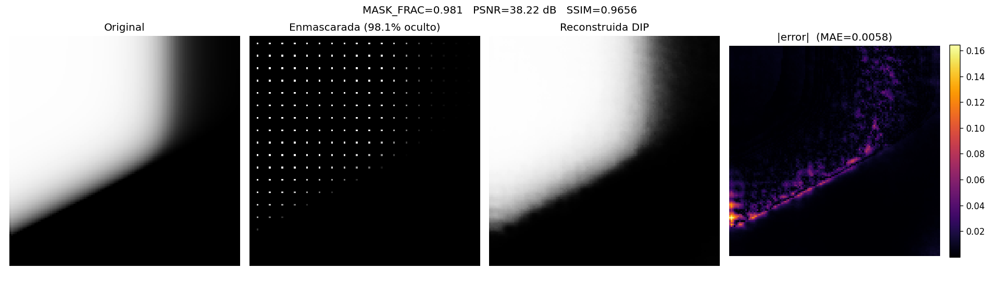 MASK_FRAC=0.981   PSNR=38.22 dB   SSIM=0.9656
Original
Enmascarada (98.1% oculto)
Reconstruida DIP
|error|  (MAE=0.0058)
0.16
0.14
0.12
0.10
0.08
0.06
0.04
0.02